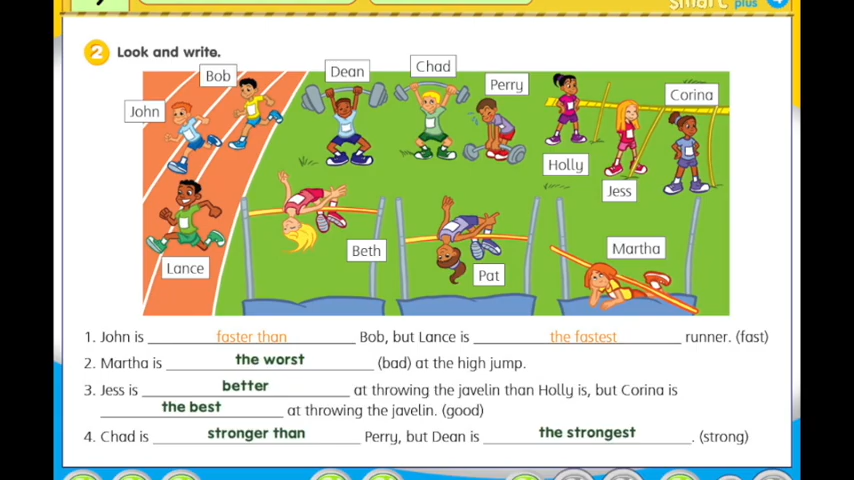 smart plus 4
2 Look and write.
John
Bob
Dean
Chad
Perry
Holly
Jess
Corina
Lance
Beth
Pat
Martha
1. John is faster than Bob, but Lance is the fastest runner. (fast)
2. Martha is the worst (bad) at the high jump.
3. Jess is better at throwing the javelin than Holly is, but Corina is
the best at throwing the javelin. (good)
4. Chad is stronger than Perry, but Dean is the strongest. (strong)